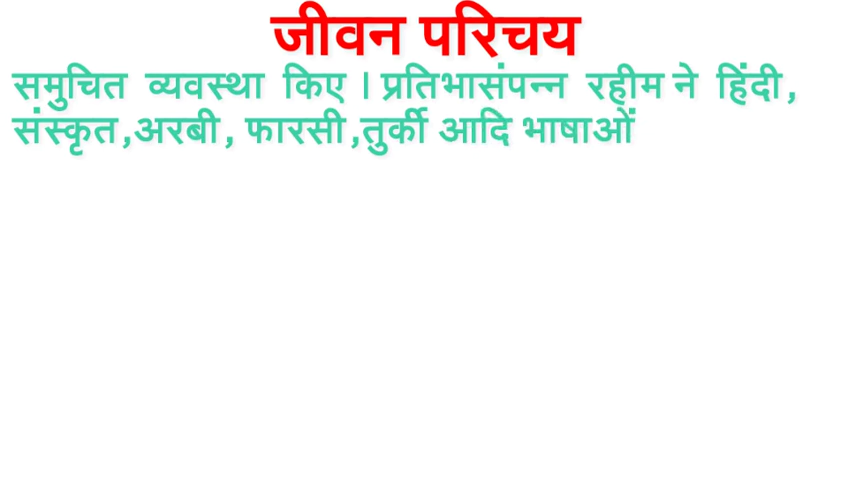 जीवन परिचय
समुचित व्यवस्था किए । प्रतिभासंपन्न रहीम ने हिंदी,
संस्कृत,अरबी, फारसी,तुर्की आदि भाषाओं